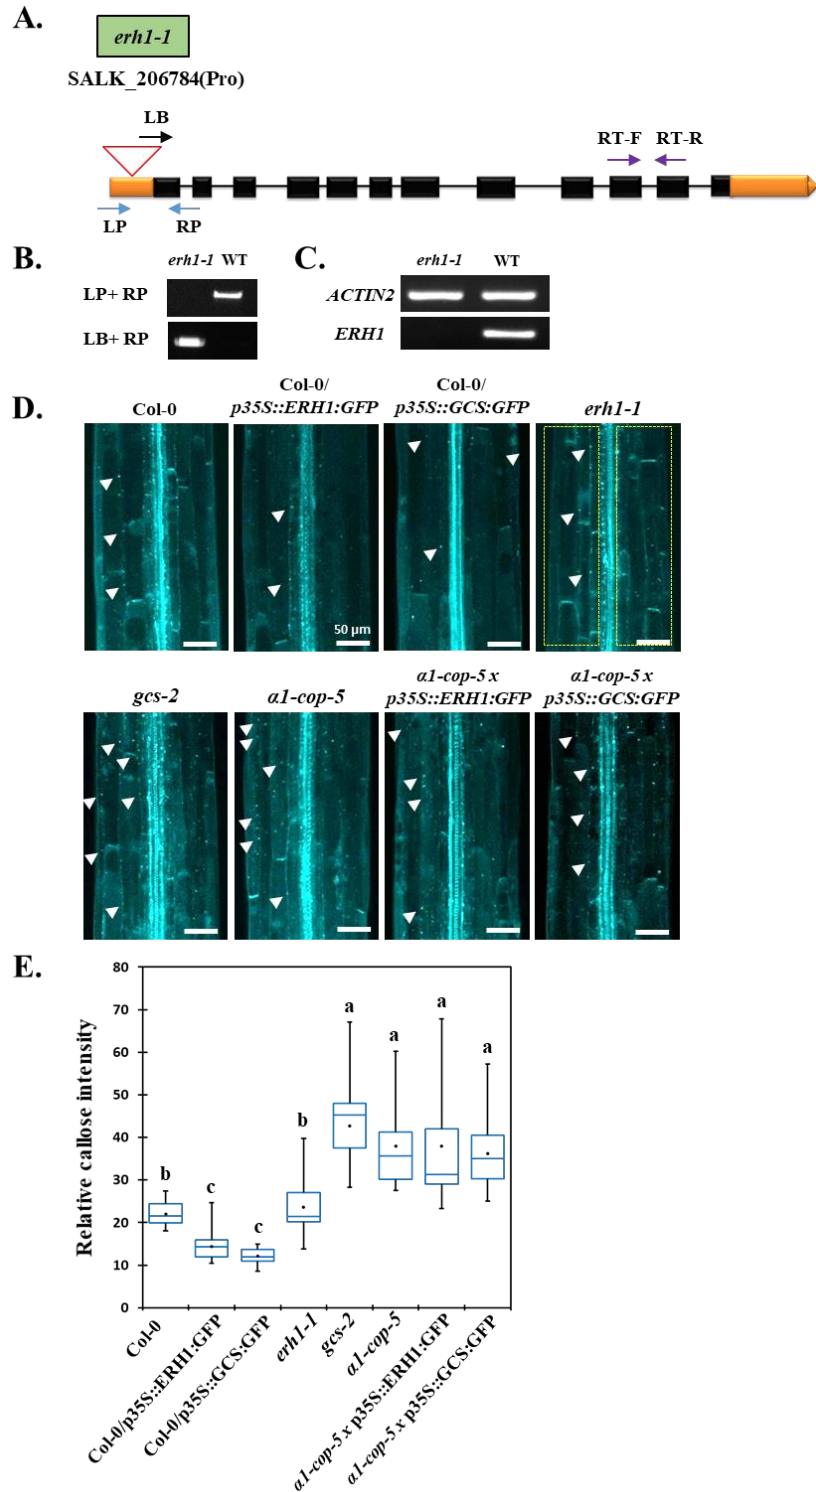 A.
erh1-1
SALK_206784(Pro)
LB
RT-F
RT-R
LP
RP
B.
erh1-1 WT
LP+ RP
LB+ RP
C.
erh1-1
WT
ACTIN2
ERH1
D.
Col-0
Col-0/
p35S::ERH1:GFP
Col-0/
p35S::GCS:GFP
erh1-1
50 µm
gcs-2
α1-cop-5
α1-cop-5 x
p35S::ERH1:GFP
α1-cop-5 x
p35S::GCS:GFP
E.
Relative callose intensity
80
70
60
50
40
30
20
10
0
b
c
c
b
a
a
a
a
Col-0
Col-0/p35S::ERH1:GFP
Col-0/p35S::GCS:GFP
erh1-1
gcs-2
α1-cop-5
α1-cop-5 x p35S::ERH1:GFP
α1-cop-5 x p35S::GCS:GFP